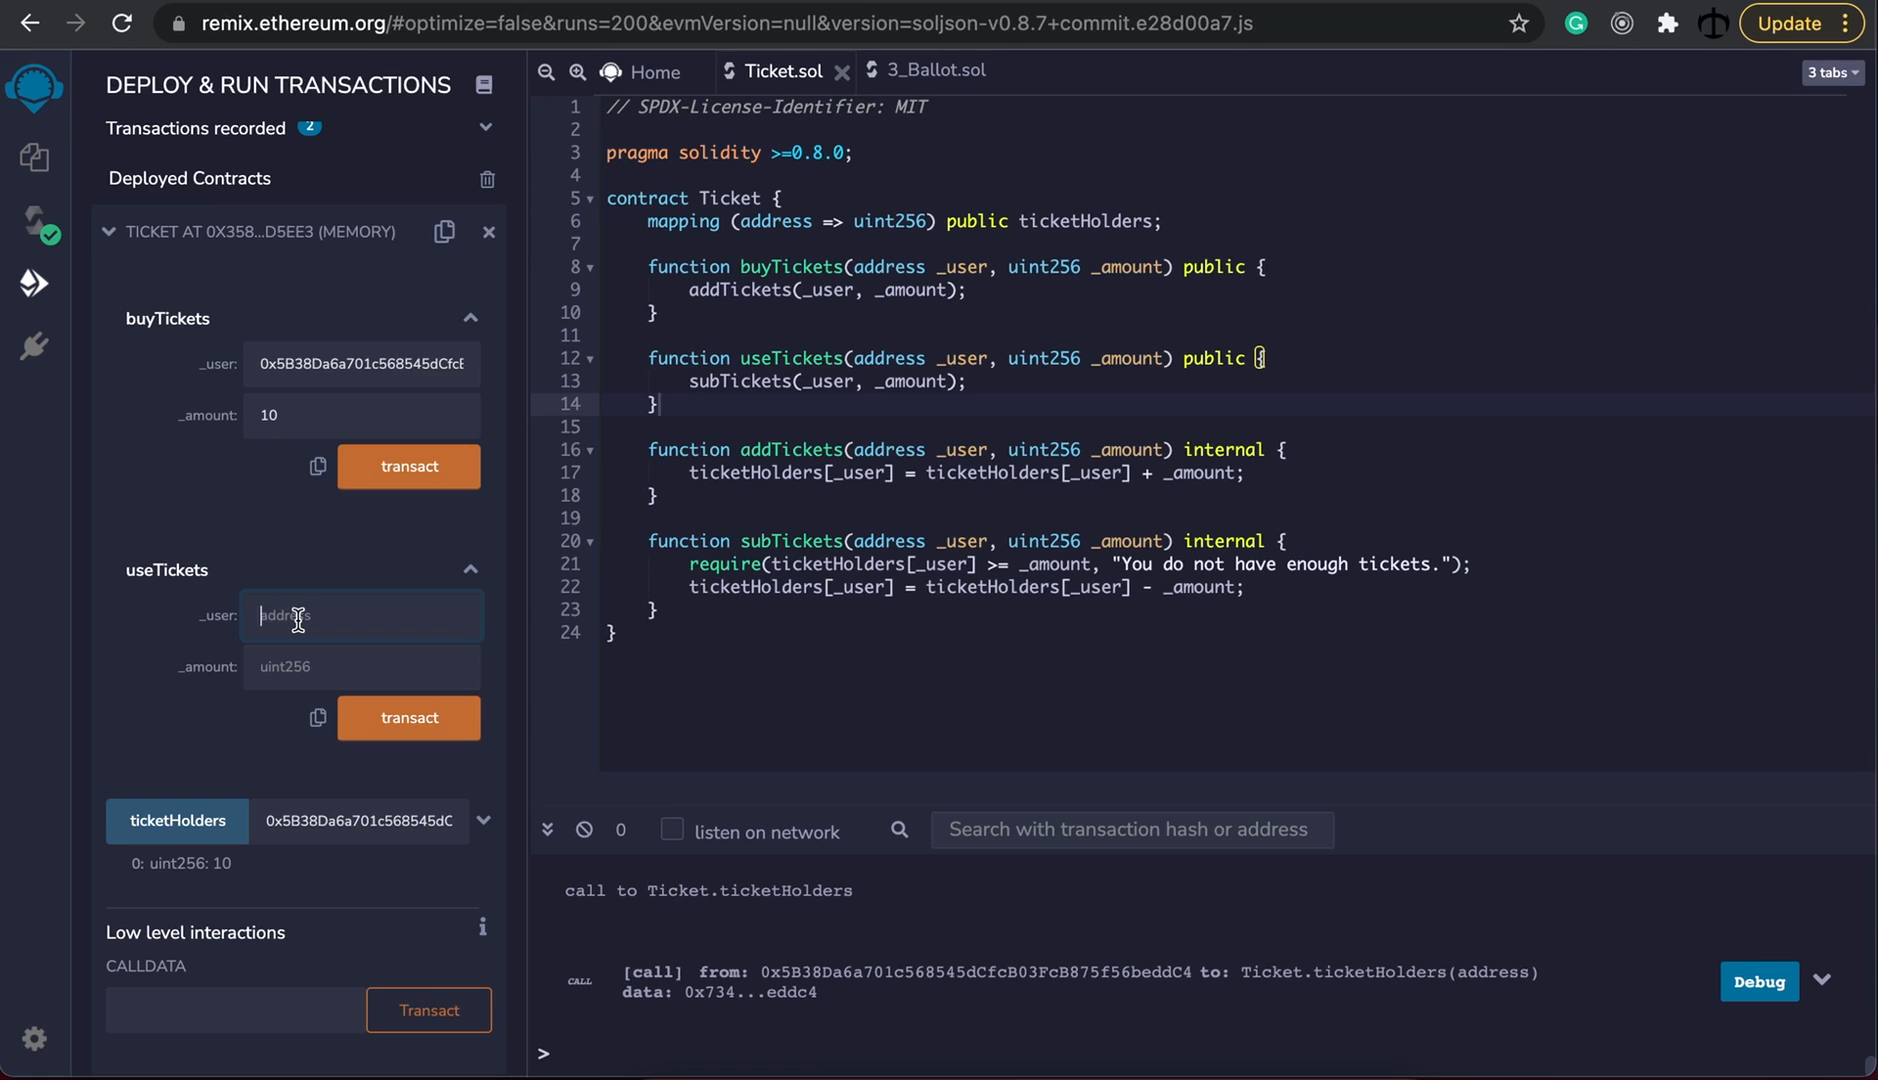 remix.ethereum.org/#optimize=false&runs=200&evmVersion=null&version=soljson-v0.8.7+commit.e28d00a7.js
Update
DEPLOY & RUN TRANSACTIONS
Transactions recorded 2
Deployed Contracts
TICKET AT 0X358...D5EE3 (MEMORY)
buyTickets
_user: 0x5B38Da6a701c568545dCfcB
_amount: 10
transact
useTickets
_user: address
_amount: uint256
transact
ticketHolders 0x5B38Da6a701c568545dC
0: uint256: 10
Low level interactions
i
CALLDATA
Transact
Home
Ticket.sol
3_Ballot.sol
3 tabs
1 // SPDX-License-Identifier: MIT
2
3 pragma solidity >=0.8.0;
4
5 contract Ticket {
6 mapping (address => uint256) public ticketHolders;
7
8 function buyTickets(address _user, uint256 _amount) public {
9 addTickets(_user, _amount);
10 }
11
12 function useTickets(address _user, uint256 _amount) public {
13 subTickets(_user, _amount);
14 }
15
16 function addTickets(address _user, uint256 _amount) internal {
17 ticketHolders[_user] = ticketHolders[_user] + _amount;
18 }
19
20 function subTickets(address _user, uint256 _amount) internal {
21 require(ticketHolders[_user] >= _amount, "You do not have enough tickets.");
22 ticketHolders[_user] = ticketHolders[_user] - _amount;
23 }
24 }
0
listen on network
Search with transaction hash or address
call to Ticket.ticketHolders
CALL [call] from: 0x5B38Da6a701c568545dCfcB03FcB875f56beddC4 to: Ticket.ticketHolders(address)
data: 0x734...eddc4
Debug
>